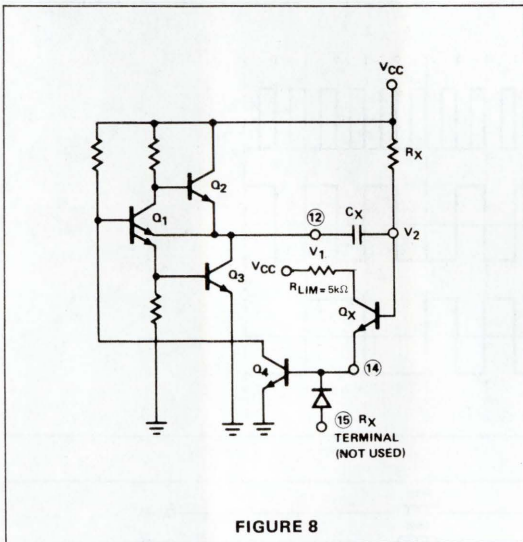 VCC
RX
Q2
Q1
12
CX
V2
V1
VCC
RLIM = 5kΩ
Q3
QX
Q4
14
15 RX
TERMINAL
(NOT USED)
FIGURE 8